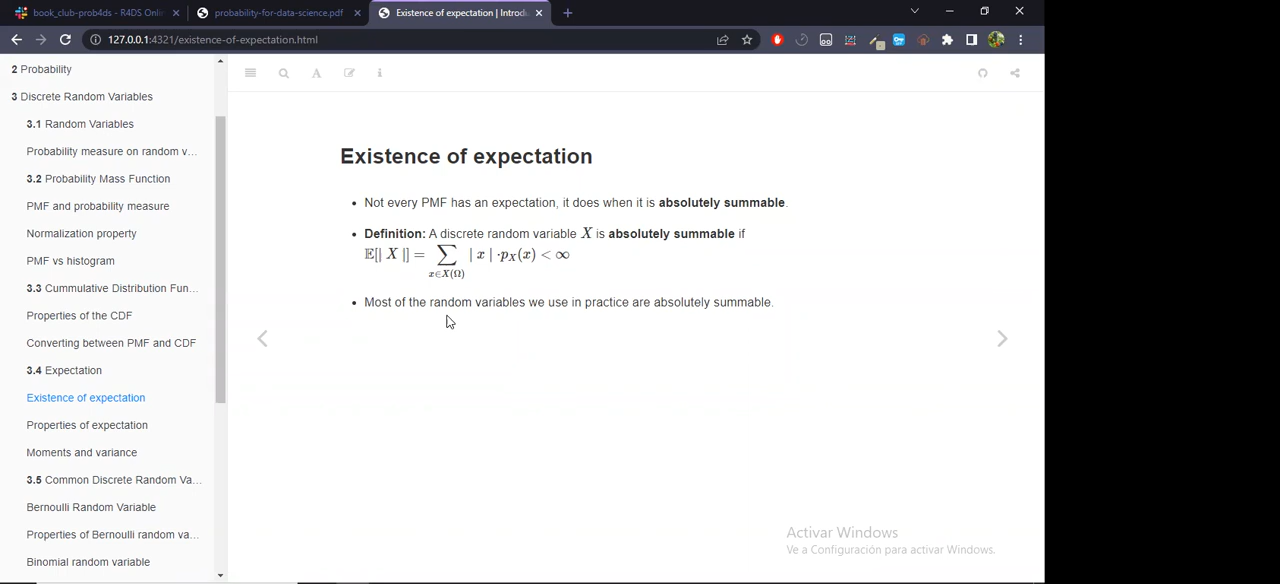 book_club-prob4ds - R4DS Onli
probability-for-data-science.pdf
Existence of expectation | Introdu
127.0.0.1:4321/existence-of-expectation.html
2 Probability
3 Discrete Random Variables
3.1 Random Variables
Probability measure on random v...
3.2 Probability Mass Function
PMF and probability measure
Normalization property
PMF vs histogram
3.3 Cummulative Distribution Fun...
Properties of the CDF
Converting between PMF and CDF
3.4 Expectation
Existence of expectation
Properties of expectation
Moments and variance
3.5 Common Discrete Random Va...
Bernoulli Random Variable
Properties of Bernoulli random va...
Binomial random variable
Existence of expectation
• Not every PMF has an expectation, it does when it is absolutely summable.
• Definition: A discrete random variable X is absolutely summable if
𝔼[| X |] = ∑ | x | ·pX(x) < ∞
x∈X(Ω)
• Most of the random variables we use in practice are absolutely summable.
Activar Windows
Ve a Configuración para activar Windows.